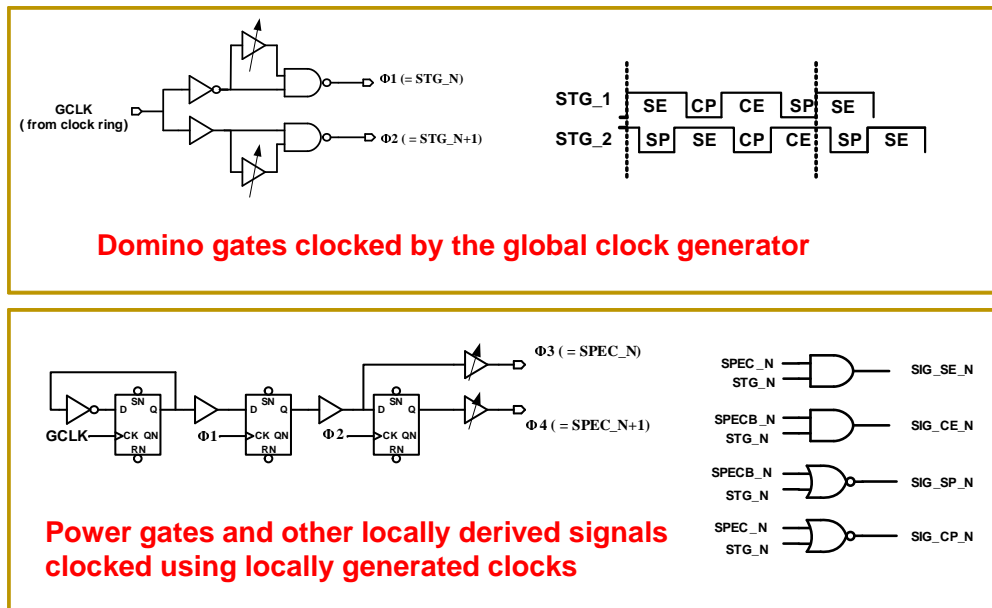 Φ1 (= STG_N)
GCLK
( from clock ring)
Φ2 (= STG_N+1)
STG_1
SE CP CE SP SE
STG_2
SP SE CP CE SP SE
Domino gates clocked by the global clock generator
Φ3 ( = SPEC_N)
SN SN SN
D Q D Q D Q
GCLK CK QN Φ1 CK QN Φ2 CK QN
RN RN RN
Φ4 (= SPEC_N+1)
SPEC_N
STG_N
SIG_SE_N
SPECB_N
STG_N
SIG_CE_N
SPECB_N
STG_N
SIG_SP_N
SPEC_N
STG_N
SIG_CP_N
Power gates and other locally derived signals
clocked using locally generated clocks